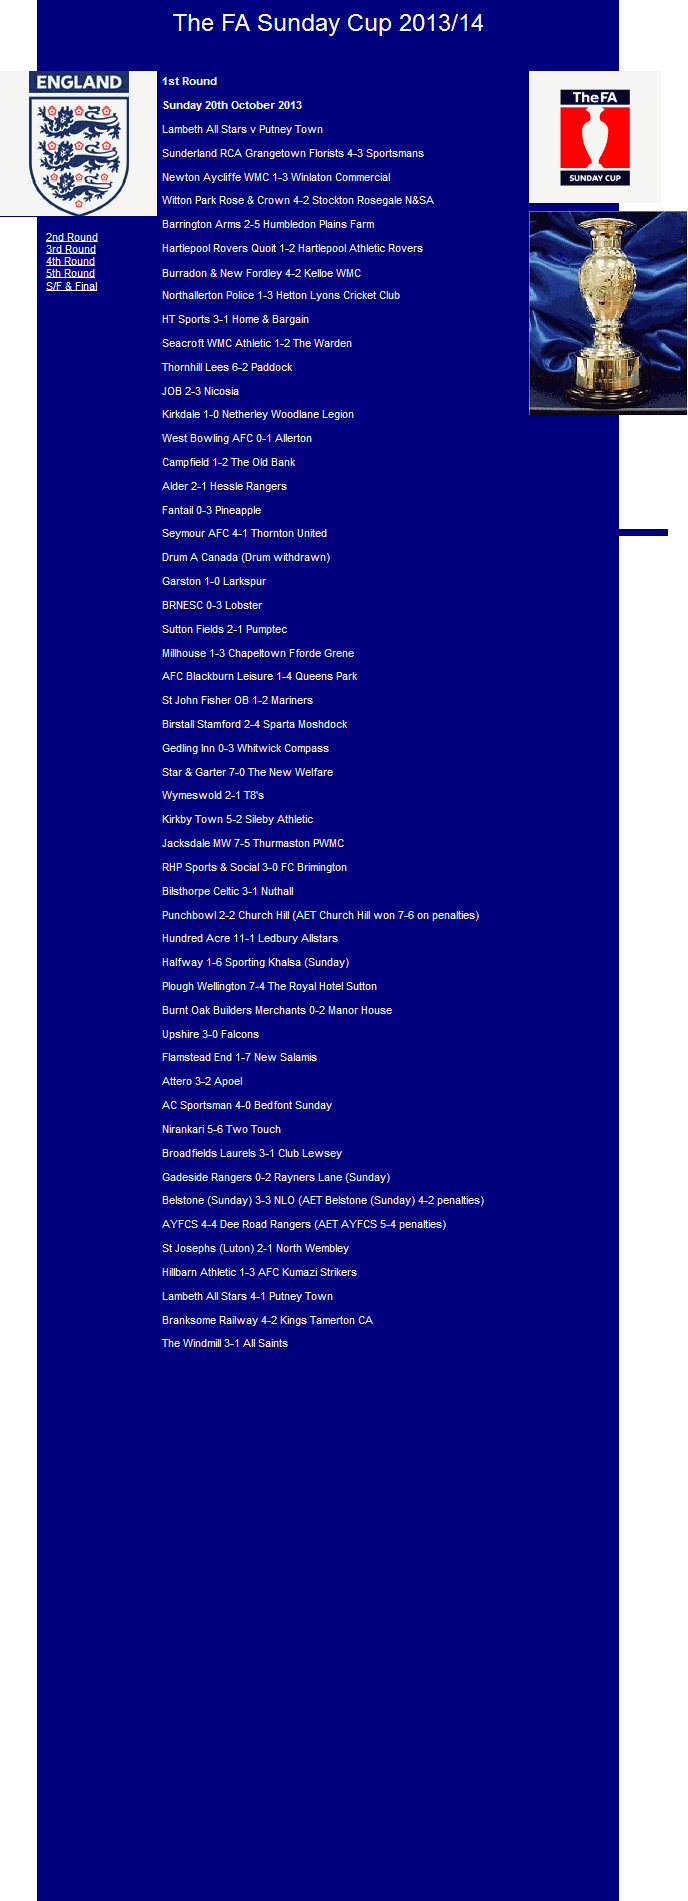 The FA Sunday Cup 2013/14
ENGLAND
1st Round
TheFA
SUNDAY CUP
Sunday 20th October 2013
Lambeth All Stars v Putney Town
Sunderland RCA Grangetown Florists 4-3 Sportsmans
Newton Aycliffe WMC 1-3 Winlaton Commercial
Witton Park Rose & Crown 4-2 Stockton Rosegale N&SA
Barrington Arms 2-5 Humbledon Plains Farm
2nd Round
3rd Round
4th Round
5th Round
S/F & Final
Hartlepool Rovers Quoit 1-2 Hartlepool Athletic Rovers
Burradon & New Fordley 4-2 Kelloe WMC
Northallerton Police 1-3 Hetton Lyons Cricket Club
HT Sports 3-1 Home & Bargain
Seacroft WMC Athletic 1-2 The Warden
Thornhill Lees 6-2 Paddock
JOB 2-3 Nicosia
Kirkdale 1-0 Netherley Woodlane Legion
West Bowling AFC 0-1 Allerton
Campfield 1-2 The Old Bank
Alder 2-1 Hessle Rangers
Fantail 0-3 Pineapple
Seymour AFC 4-1 Thornton United
Drum A Canada (Drum withdrawn)
Garston 1-0 Larkspur
BRNESC 0-3 Lobster
Sutton Fields 2-1 Pumptec
Millhouse 1-3 Chapeltown Fforde Grene
AFC Blackburn Leisure 1-4 Queens Park
St John Fisher OB 1-2 Mariners
Birstall Stamford 2-4 Sparta Moshdock
Gedling Inn 0-3 Whitwick Compass
Star & Garter 7-0 The New Welfare
Wymeswold 2-1 T8's
Kirkby Town 5-2 Sileby Athletic
Jacksdale MW 7-5 Thurmaston PWMC
RHP Sports & Social 3-0 FC Brimington
Bilsthorpe Celtic 3-1 Nuthall
Punchbowl 2-2 Church Hill (AET Church Hill won 7-6 on penalties)
Hundred Acre 11-1 Ledbury Allstars
Halfway 1-6 Sporting Khalsa (Sunday)
Plough Wellington 7-4 The Royal Hotel Sutton
Burnt Oak Builders Merchants 0-2 Manor House
Upshire 3-0 Falcons
Flamstead End 1-7 New Salamis
Attero 3-2 Apoel
AC Sportsman 4-0 Bedfont Sunday
Nirankari 5-6 Two Touch
Broadfields Laurels 3-1 Club Lewsey
Gadeside Rangers 0-2 Rayners Lane (Sunday)
Belstone (Sunday) 3-3 NLO (AET Belstone (Sunday) 4-2 penalties)
AYFCS 4-4 Dee Road Rangers (AET AYFCS 5-4 penalties)
St Josephs (Luton) 2-1 North Wembley
Hillbarn Athletic 1-3 AFC Kumazi Strikers
Lambeth All Stars 4-1 Putney Town
Branksome Railway 4-2 Kings Tamerton CA
The Windmill 3-1 All Saints